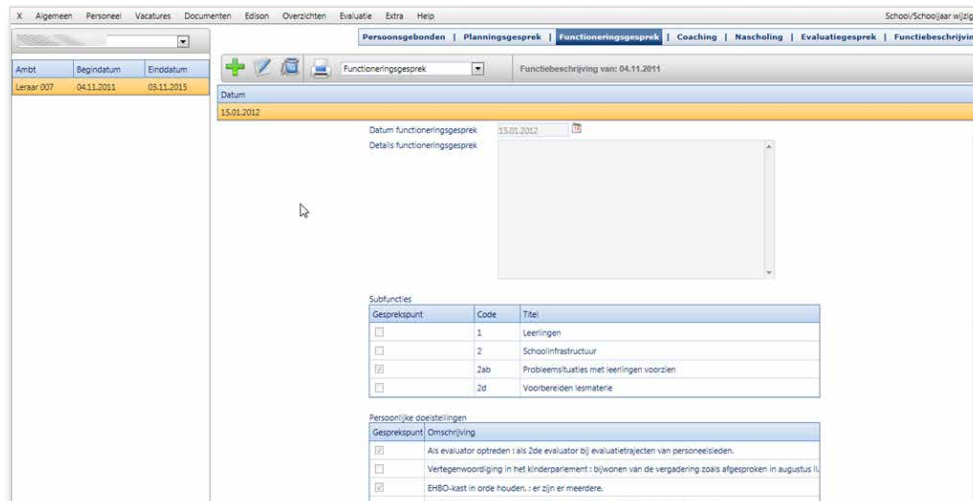 X Algemeen Personeel Vacatures Documenten Edison Overzichten Evaluatie Extra Help School/Schooljaar wijzig
Persoonsgebonden | Planningsgesprek | Functioneringsgesprek | Coaching | Nascholing | Evaluatiegesprek | Functiebeschrijvin
Ambt Begindatum Einddatum
Leraar 007 04.11.2011 03.11.2015
Functioneringsgesprek Functiebeschrijving van: 04.11.2011
Datum
15.01.2012
Datum functioneringsgesprek 15.01.2012
Details functioneringsgesprek
Subfuncties
Gesprekspunt Code Titel
1 Leerlingen
2 Schoolinfrastructuur
2ab Probleemsituaties met leerlingen voorzien
2d Voorbereiden lesmaterie
Persoonlijke doelstellingen
Gesprekspunt Omschrijving
Als evaluator optreden : als 2de evaluator bij evaluatietrajecten van personeelsleden.
Vertegenwoordiging in het kinderparlement : bijwonen van de vergadering zoals afgesproken in augustus ll.
EHBO-kast in orde houden. : er zijn er meerdere.